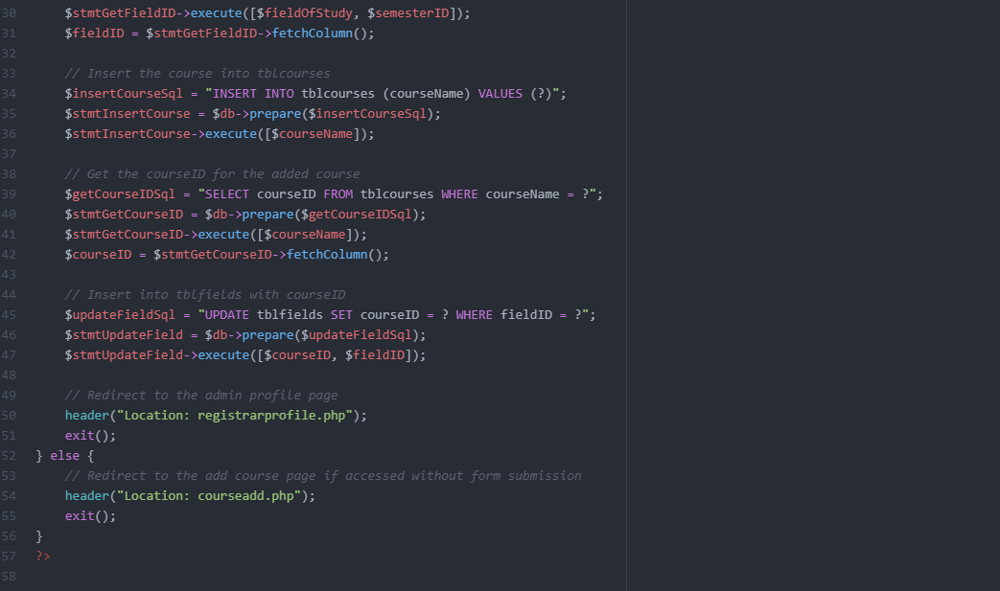 30    $stmtGetFieldID->execute([$fieldOfStudy, $semesterID]);
31    $fieldID = $stmtGetFieldID->fetchColumn();
32
33    // Insert the course into tblcourses
34    $insertCourseSql = "INSERT INTO tblcourses (courseName) VALUES (?)";
35    $stmtInsertCourse = $db->prepare($insertCourseSql);
36    $stmtInsertCourse->execute([$courseName]);
37
38    // Get the courseID for the added course
39    $getCourseIDSql = "SELECT courseID FROM tblcourses WHERE courseName = ?";
40    $stmtGetCourseID = $db->prepare($getCourseIDSql);
41    $stmtGetCourseID->execute([$courseName]);
42    $courseID = $stmtGetCourseID->fetchColumn();
43
44    // Insert into tblfields with courseID
45    $updateFieldSql = "UPDATE tblfields SET courseID = ? WHERE fieldID = ?";
46    $stmtUpdateField = $db->prepare($updateFieldSql);
47    $stmtUpdateField->execute([$courseID, $fieldID]);
48
49    // Redirect to the admin profile page
50    header("Location: registrarprofile.php");
51    exit();
52 } else {
53    // Redirect to the add course page if accessed without form submission
54    header("Location: courseadd.php");
55    exit();
56 }
57 ?>
58